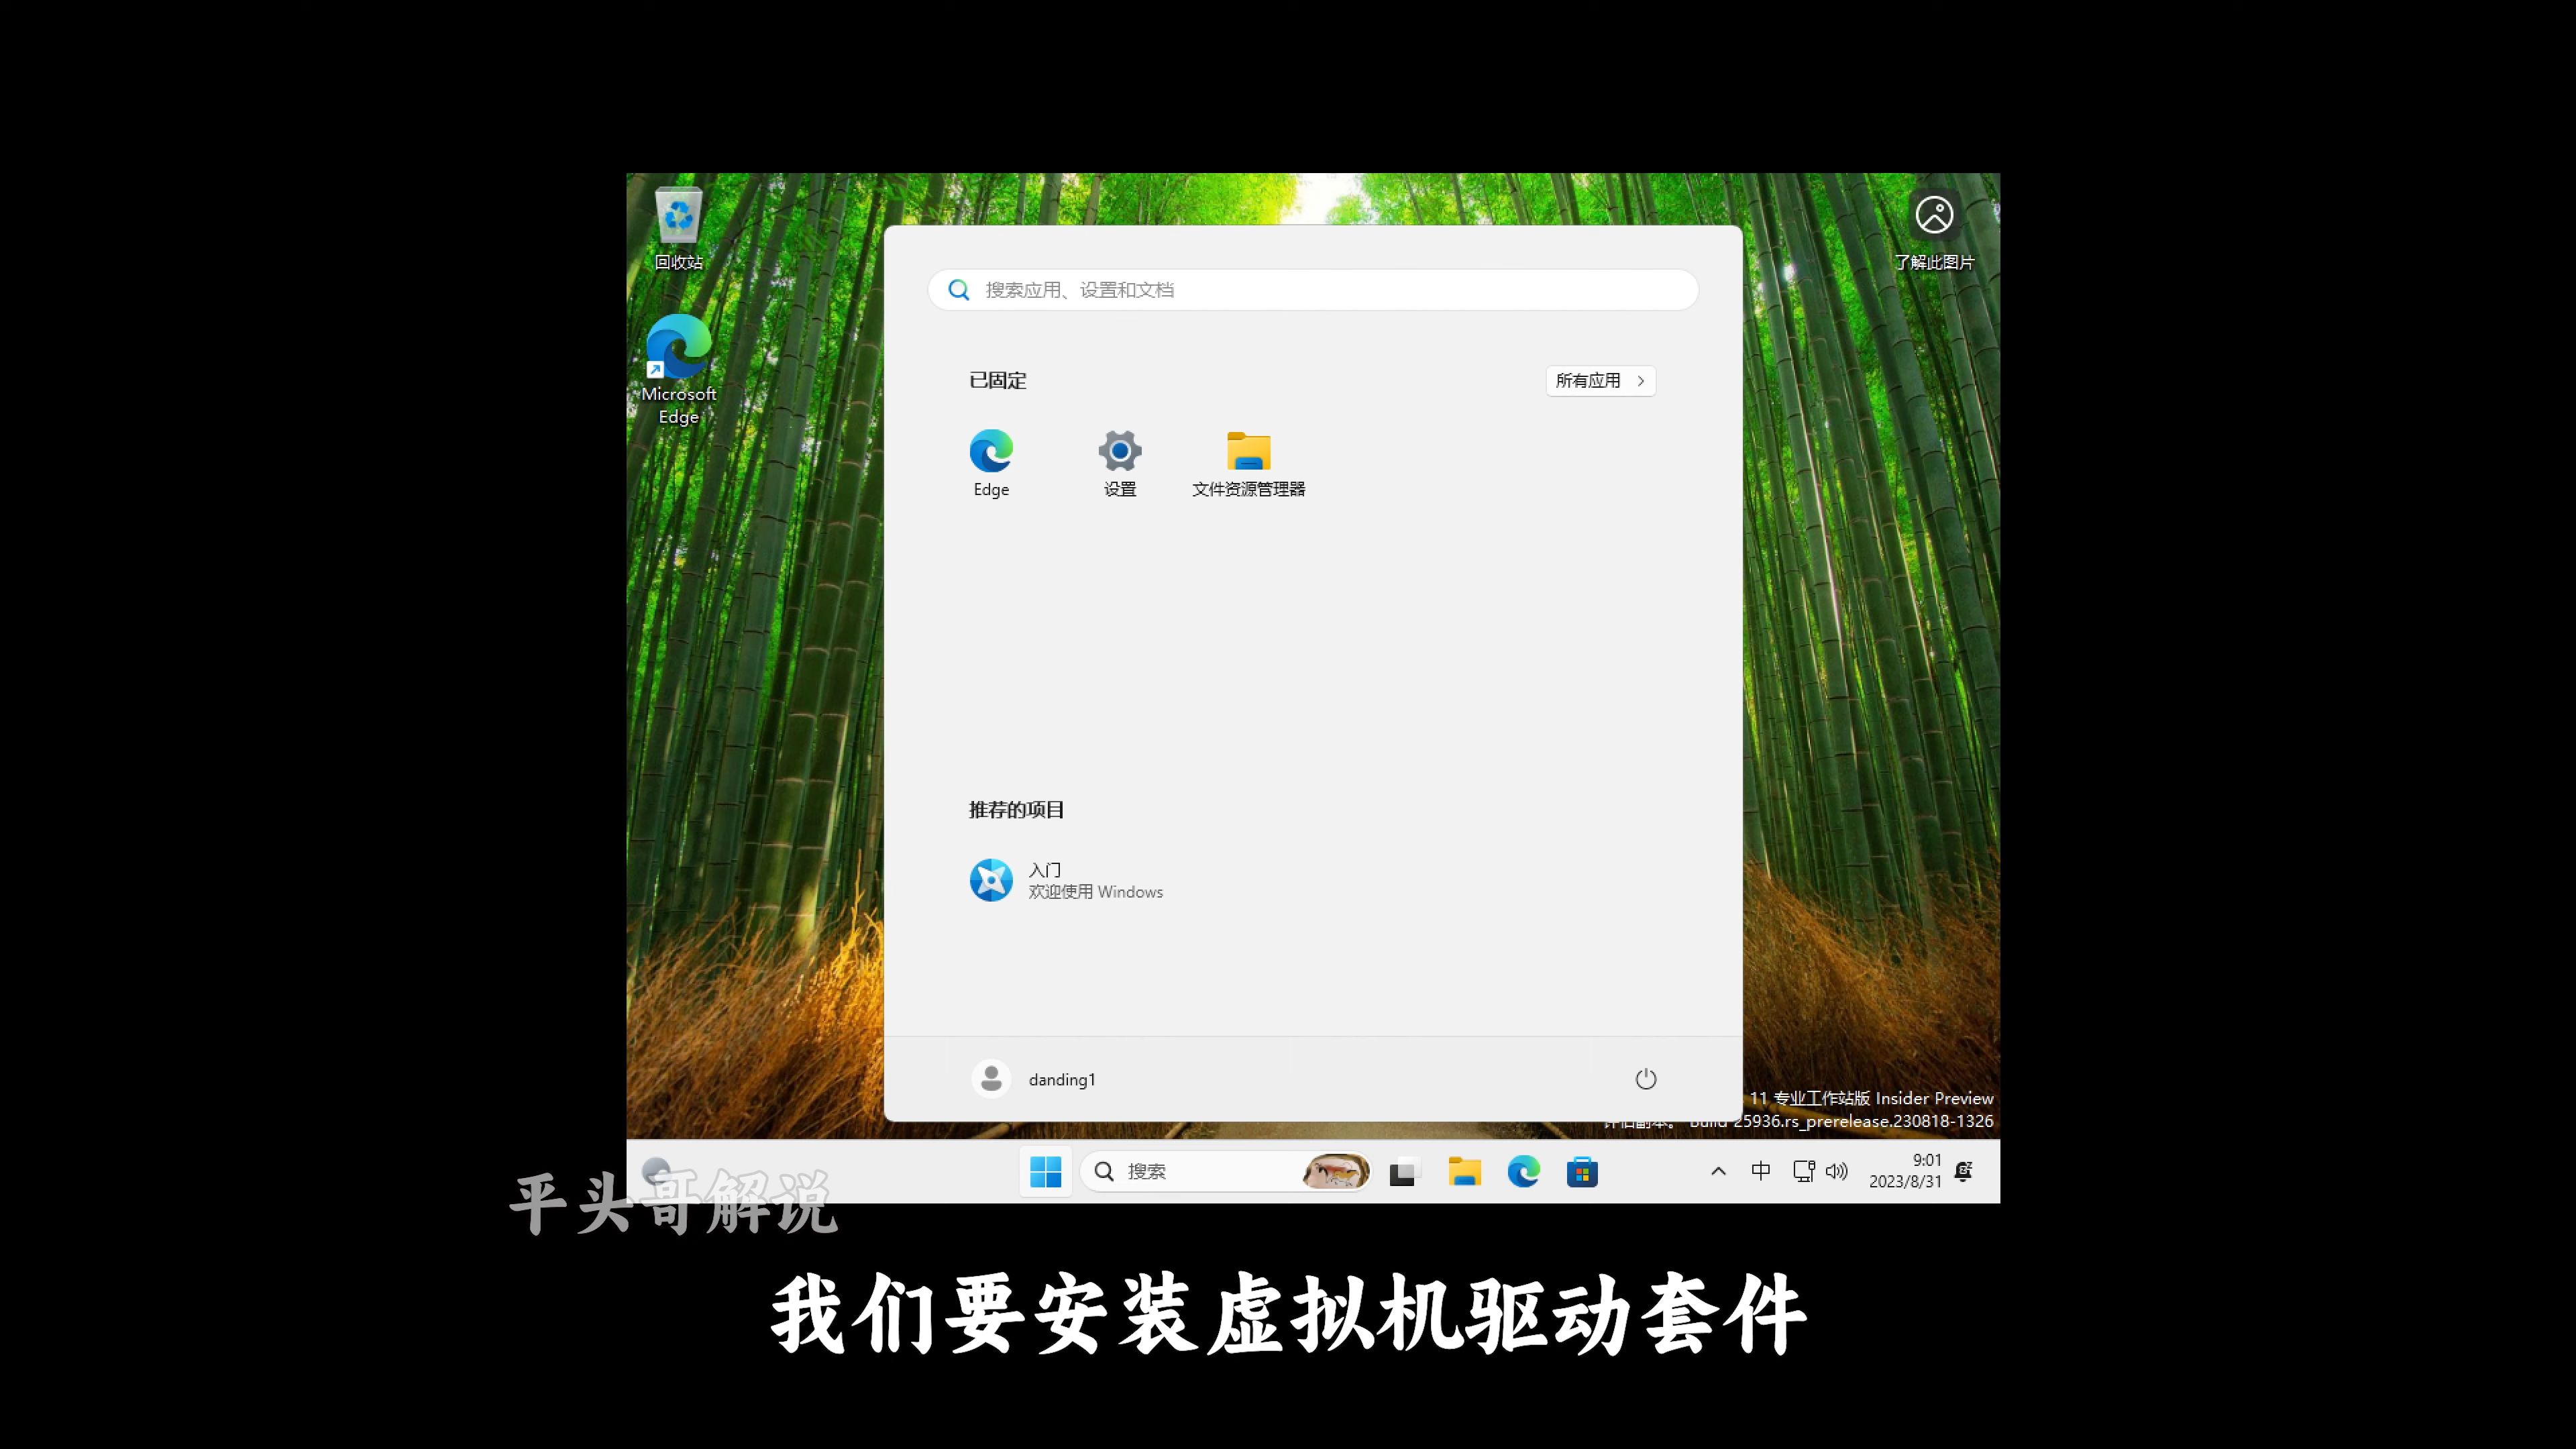 回收站
了解此图片
Microsoft
Edge
搜索应用、设置和文档
已固定
所有应用
Edge
设置
文件资源管理器
推荐的项目
入门
欢迎使用 Windows
danding1
11 专业工作站版 Insider Preview
评估副本。 Build 25936.rs_prerelease.230818-1326
搜索
中
9:01
2023/8/31
平头哥解说
我们要安装虚拟机驱动套件